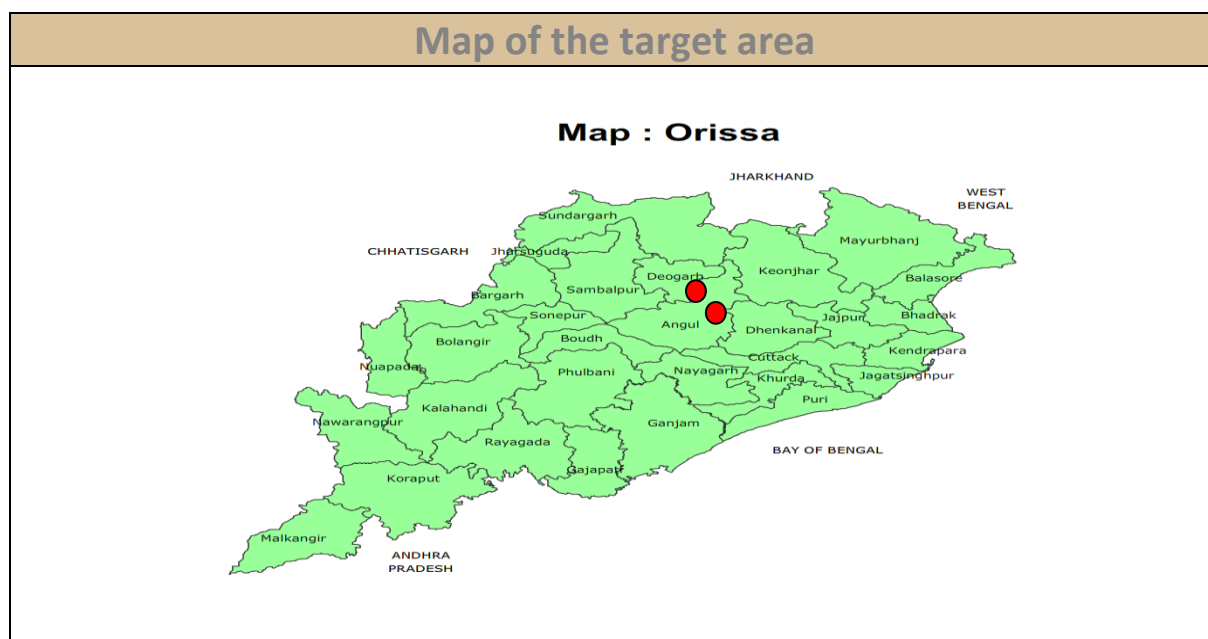 Map of the target area
Map : Orissa
JHARKHAND
WEST
BENGAL
Sundargarh
Mayurbhanj
CHHATISGARH
Jharsuguda
Keonjhar
Deogarh
Balasore
Sambalpur
Bargarh
Sonepur
Angul
Dhenkanal
Jajpur
Bhadrak
Bolangir
Boudh
Kendrapara
Cuttack
Nuapada
Phulbani
Nayagarh
Khurda
Jagatsinghpur
Puri
Kalahandi
Nawarangpur
Ganjam
Rayagada
BAY OF BENGAL
Gajapati
Koraput
Malkangir
ANDHRA
PRADESH